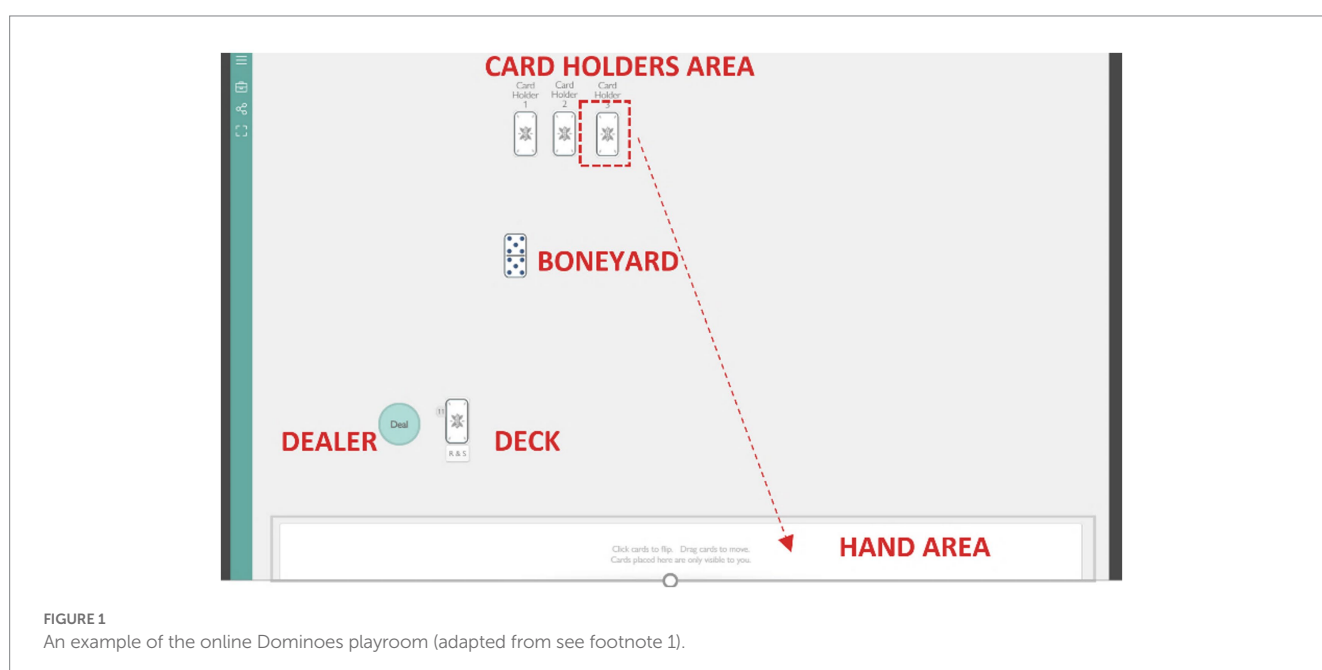 CARD HOLDERS AREA
Card Card Card
Holder Holder Holder
1 2 3
BONEYARD
11
Deal
DEALER
DECK
R & S
Click cards to flip. Drag cards to move.
Cards placed here are only visible to you.
HAND AREA
FIGURE 1
An example of the online Dominoes playroom (adapted from see footnote 1).